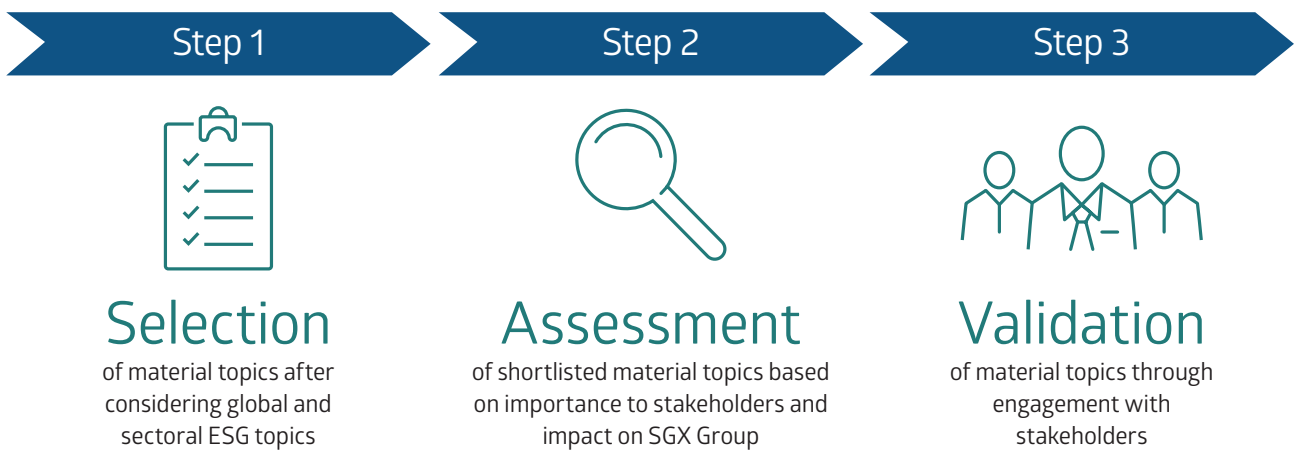 Step 1
Step 2
Step 3
Selection
of material topics after
considering global and
sectoral ESG topics
Assessment
of shortlisted material topics based
on importance to stakeholders and
impact on SGX Group
Validation
of material topics through
engagement with
stakeholders